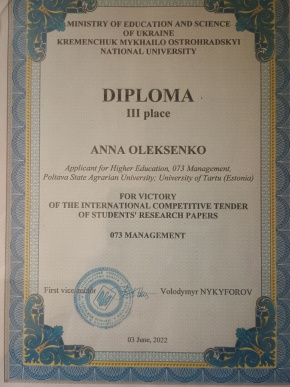 MINISTRY OF EDUCATION AND SCIENCE
OF UKRAINE
KREMENCHUK MYKHAILO OSTROHRADSKYI
NATIONAL UNIVERSITY
DIPLOMA
III place
ANNA OLEKSENKO
Applicant for Higher Education, 073 Management.
Poltava State Agrarian University; University of Tartu (Estonia)
FOR VICTORY
OF THE INTERNATIONAL COMPETITIVE TENDER
OF STUDENTS' RESEARCH PAPERS
073 MANAGEMENT
First vice-rector Volodymyr NYKYFOROV
03 June, 2022